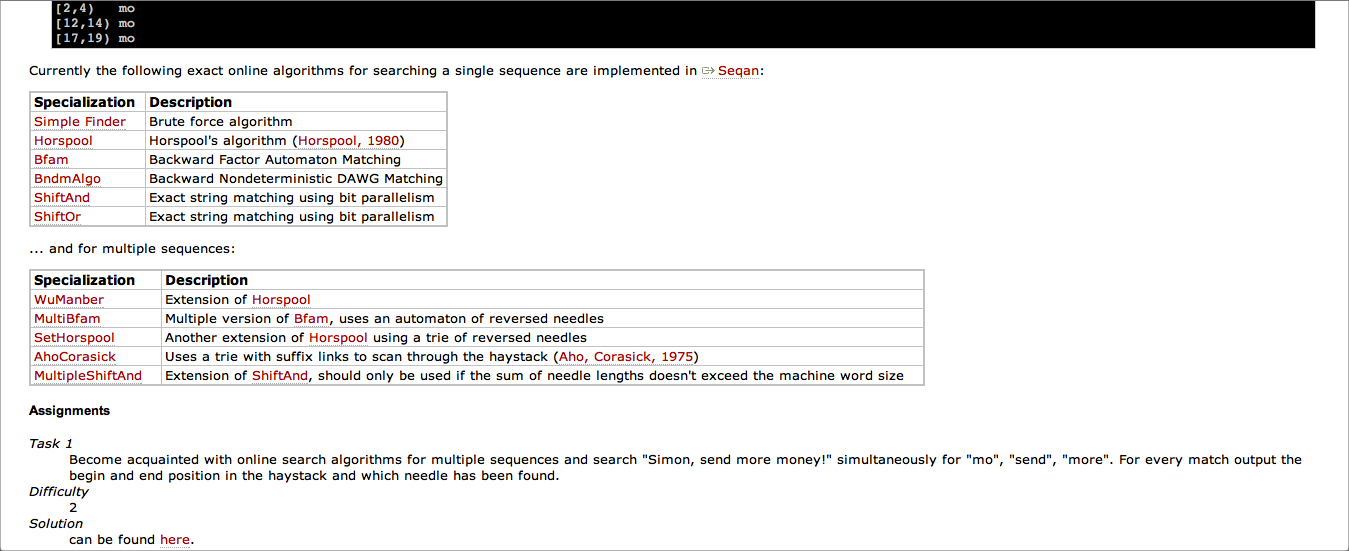 [2,4)   mo
[12,14) mo
[17,19) mo
Currently the following exact online algorithms for searching a single sequence are implemented in Seqan:
Specialization Description
Simple Finder Brute force algorithm
Horspool Horspool's algorithm (Horspool, 1980)
Bfam Backward Factor Automaton Matching
BndmAlgo Backward Nondeterministic DAWG Matching
ShiftAnd Exact string matching using bit parallelism
ShiftOr Exact string matching using bit parallelism
... and for multiple sequences:
Specialization Description
WuManber Extension of Horspool
MultiBfam Multiple version of Bfam, uses an automaton of reversed needles
SetHorspool Another extension of Horspool using a trie of reversed needles
AhoCorasick Uses a trie with suffix links to scan through the haystack (Aho, Corasick, 1975)
MultipleShiftAnd Extension of ShiftAnd, should only be used if the sum of needle lengths doesn't exceed the machine word size
Assignments
Task 1
Become acquainted with online search algorithms for multiple sequences and search "Simon, send more money!" simultaneously for "mo", "send", "more". For every match output the
begin and end position in the haystack and which needle has been found.
Difficulty
2
Solution
can be found here.